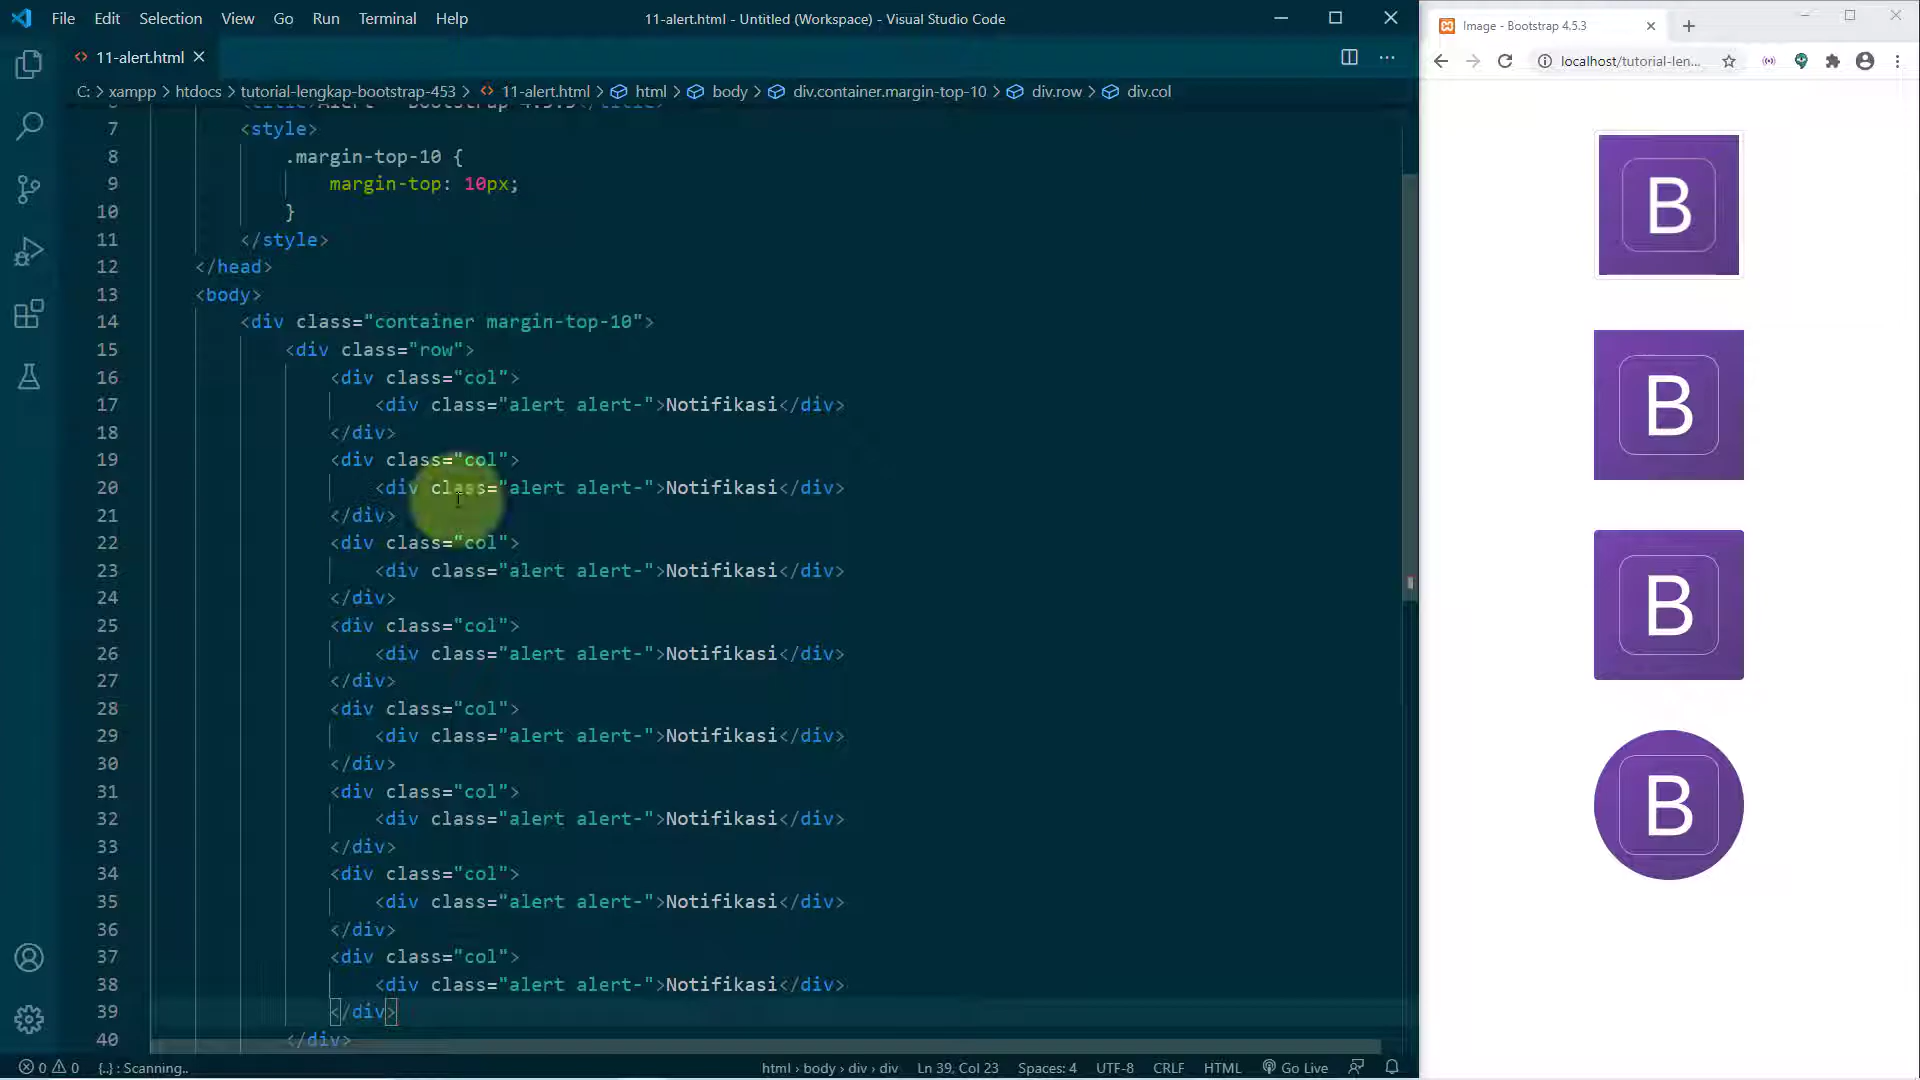 File Edit Selection View Go Run Terminal Help
11-alert.html - Untitled (Workspace) - Visual Studio Code
11-alert.html
C: > xampp > htdocs > tutorial-lengkap-bootstrap-453 > 11-alert.html > html > body > div.container.margin-top-10 > div.row > div.col
6 <title>Alert - Bootstrap 4.5.3</title>
7 <style>
8 .margin-top-10 {
9 margin-top: 10px;
10 }
11 </style>
12 </head>
13 <body>
14 <div class="container margin-top-10">
15 <div class="row">
16 <div class="col">
17 <div class="alert alert-">Notifikasi</div>
18 </div>
19 <div class="col">
20 <div class="alert alert-">Notifikasi</div>
21 </div>
22 <div class="col">
23 <div class="alert alert-">Notifikasi</div>
24 </div>
25 <div class="col">
26 <div class="alert alert-">Notifikasi</div>
27 </div>
28 <div class="col">
29 <div class="alert alert-">Notifikasi</div>
30 </div>
31 <div class="col">
32 <div class="alert alert-">Notifikasi</div>
33 </div>
34 <div class="col">
35 <div class="alert alert-">Notifikasi</div>
36 </div>
37 <div class="col">
38 <div class="alert alert-">Notifikasi</div>
39 </div>
40 </div>
0 0 {..} : Scanning.. html > body > div > div Ln 39, Col 23 Spaces: 4 UTF-8 CRLF HTML Go Live
Image - Bootstrap 4.5.3
localhost/tutorial-len...
B
B
B
B